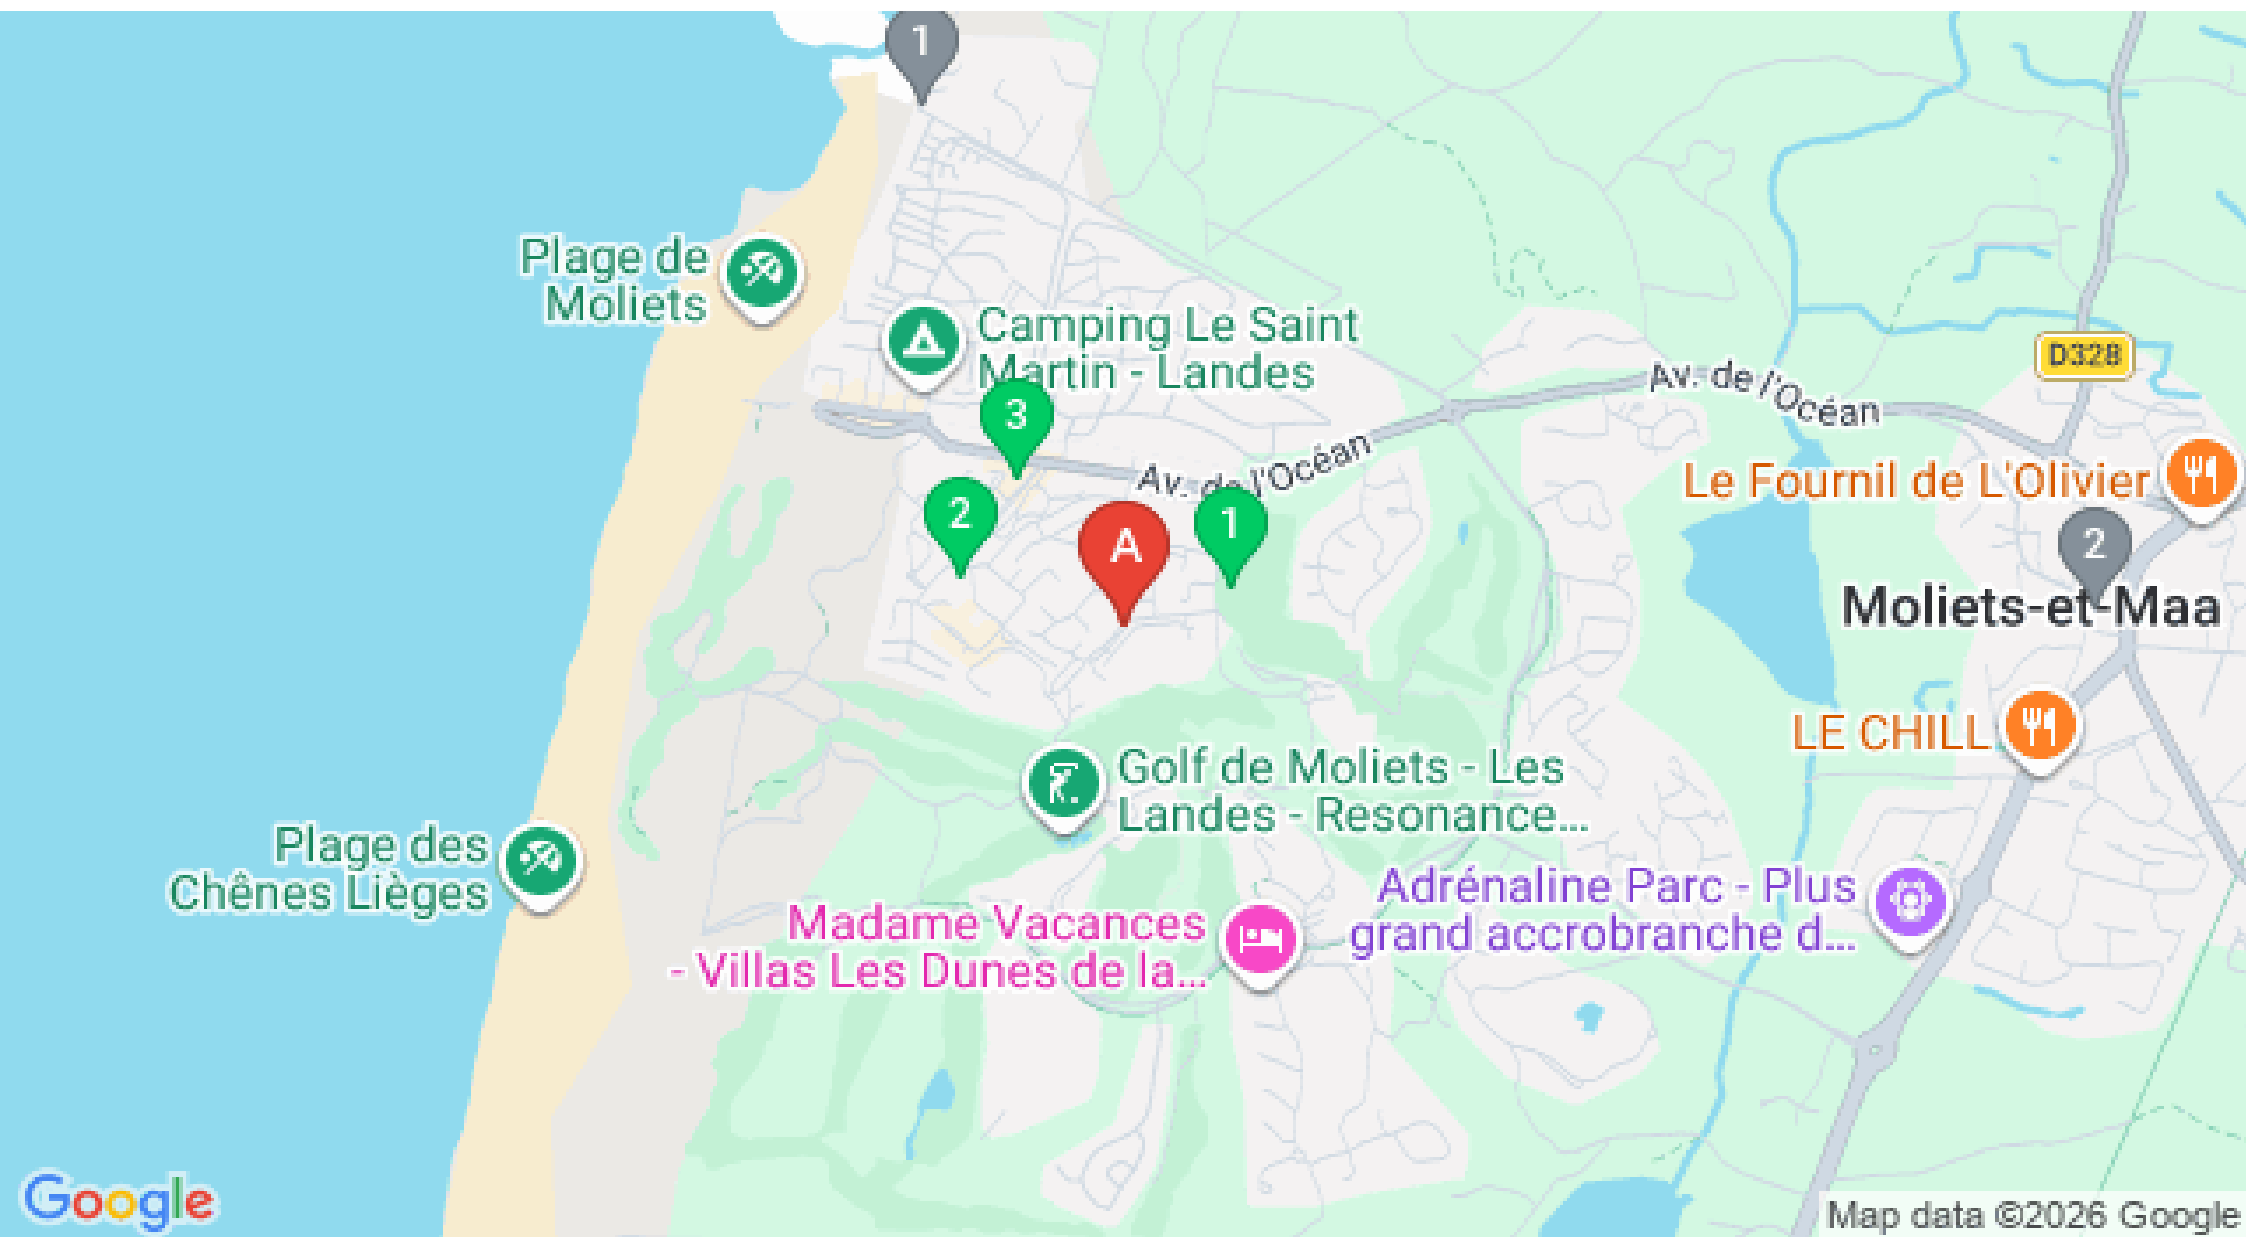 1
Plage de
Moliets
Camping Le Saint
Martin - Landes
D328
Av. de l'Océan
3
Av. de l'Océan
Le Fournil de L'Olivier
2
A
1
2
Moliets-et-Maa
LE CHILL
Golf de Moliets - Les
Landes - Resonance...
Plage des
Chênes Lièges
Adrénaline Parc - Plus
grand accrobranche d...
Madame Vacances
- Villas Les Dunes de la...
Google
Map data ©2026 Google